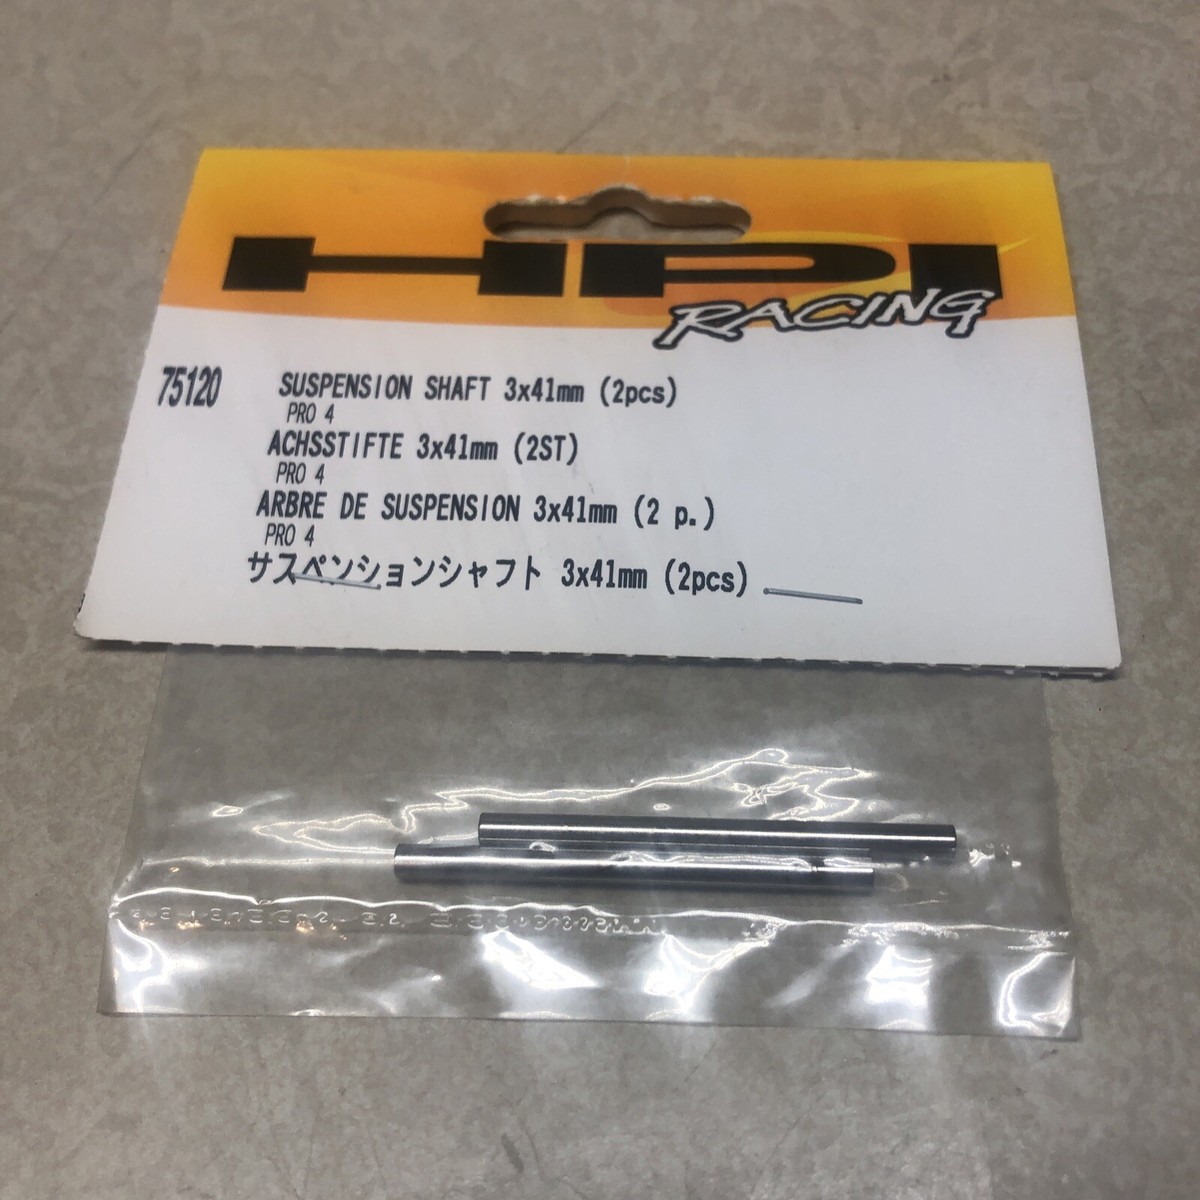 HPI
RACING
75120 SUSPENSION SHAFT 3x41mm (2pcs)
PRO 4
ACHSSTIFTE 3x41mm (2ST)
PRO 4
ARBRE DE SUSPENSION 3x41mm (2 p.)
PRO 4
サスペンションシャフト 3x41mm (2pcs)